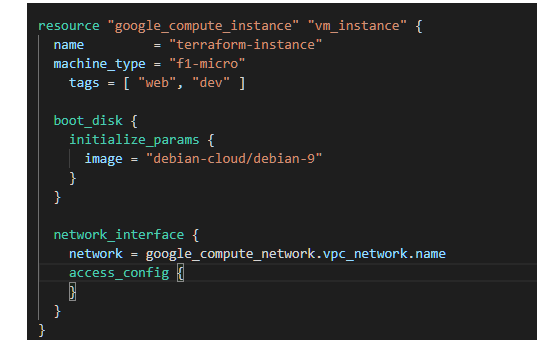 resource "google_compute_instance" "vm_instance" {
  name         = "terraform-instance"
  machine_type = "f1-micro"
    tags = [ "web", "dev" ]
  boot_disk {
    initialize_params {
      image = "debian-cloud/debian-9"
    }
  }
  network_interface {
    network = google_compute_network.vpc_network.name
    access_config {
    }
  }
}